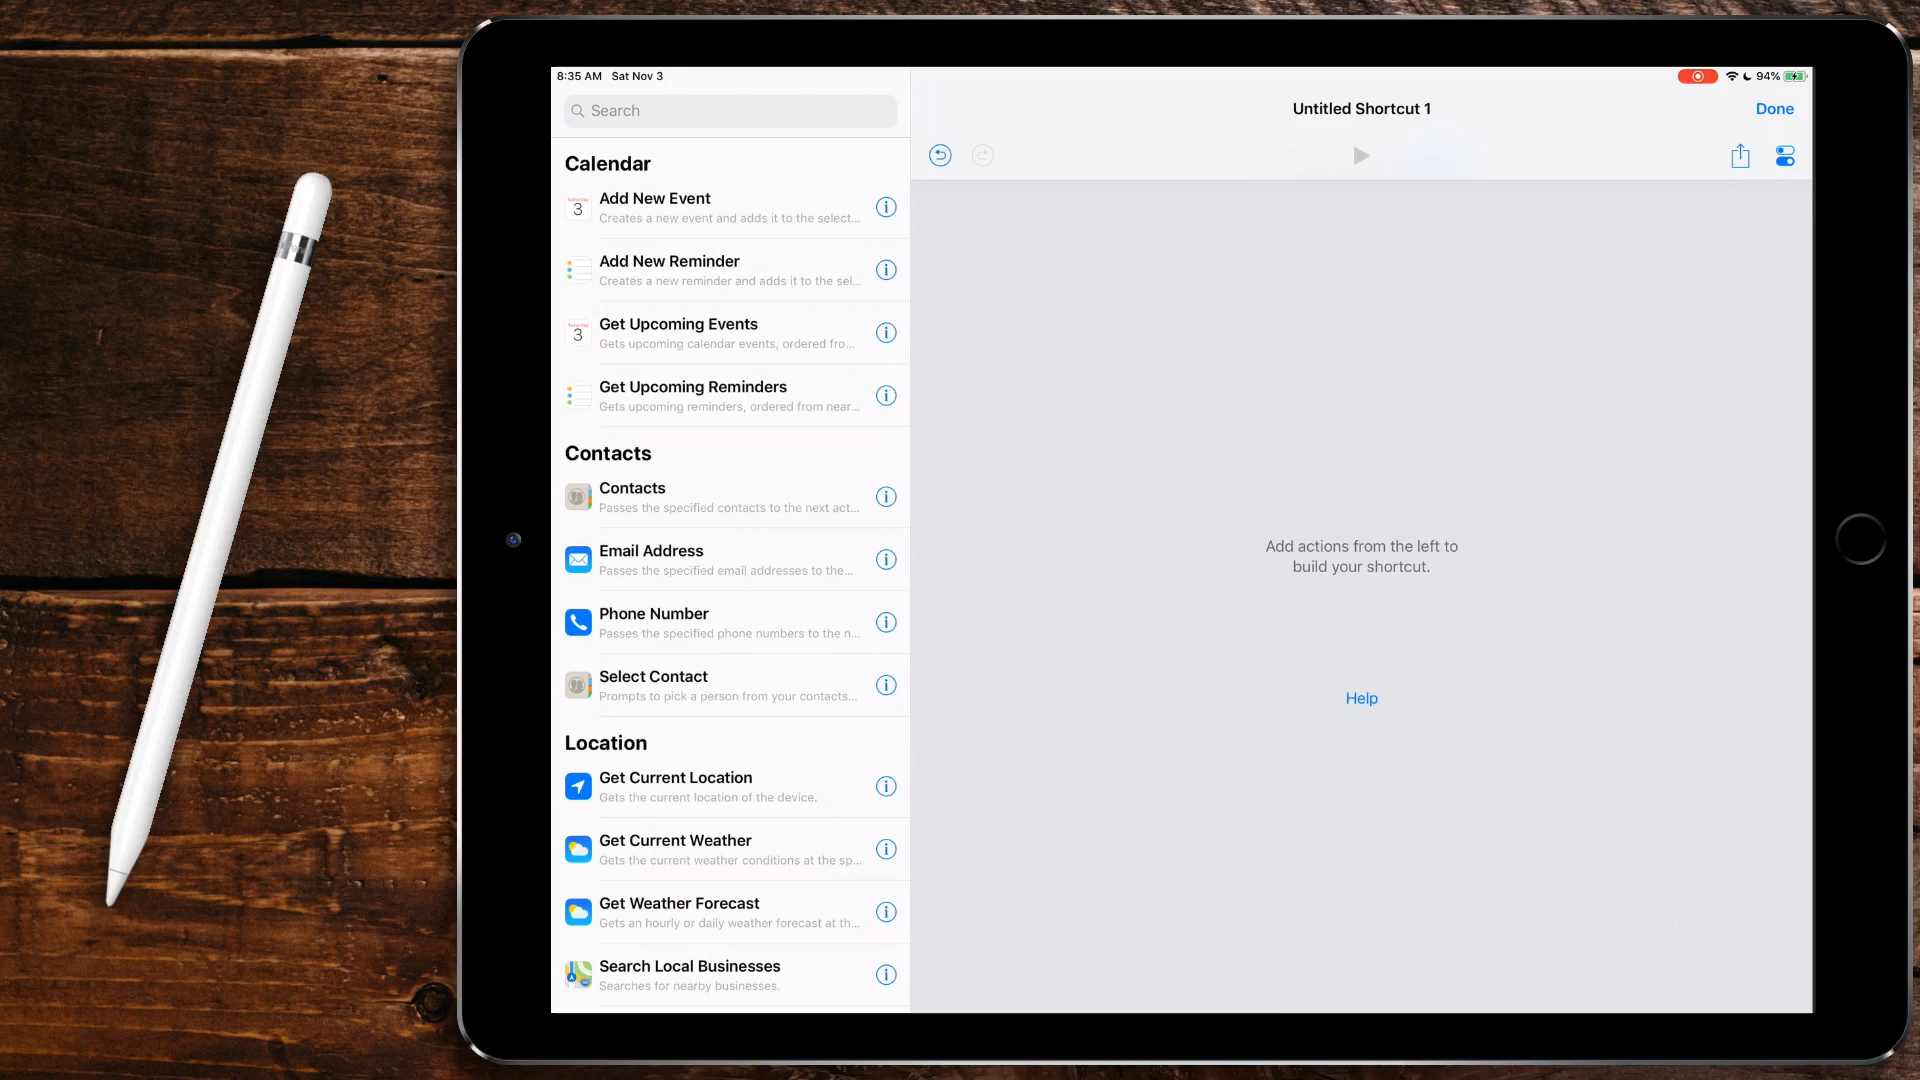 8:35 AM Sat Nov 3
94%
Search
Untitled Shortcut 1
Done
Calendar
Saturday
3
Add New Event
Creates a new event and adds it to the select...
Add New Reminder
Creates a new reminder and adds it to the sel...
Saturday
3
Get Upcoming Events
Gets upcoming calendar events, ordered fro...
Get Upcoming Reminders
Gets upcoming reminders, ordered from near...
Contacts
Contacts
Passes the specified contacts to the next act...
Email Address
Passes the specified email addresses to the...
Phone Number
Passes the specified phone numbers to the n...
Select Contact
Prompts to pick a person from your contacts...
Location
Get Current Location
Gets the current location of the device.
Get Current Weather
Gets the current weather conditions at the sp...
Get Weather Forecast
Gets an hourly or daily weather forecast at th...
Search Local Businesses
Searches for nearby businesses.
Add actions from the left to
build your shortcut.
Help